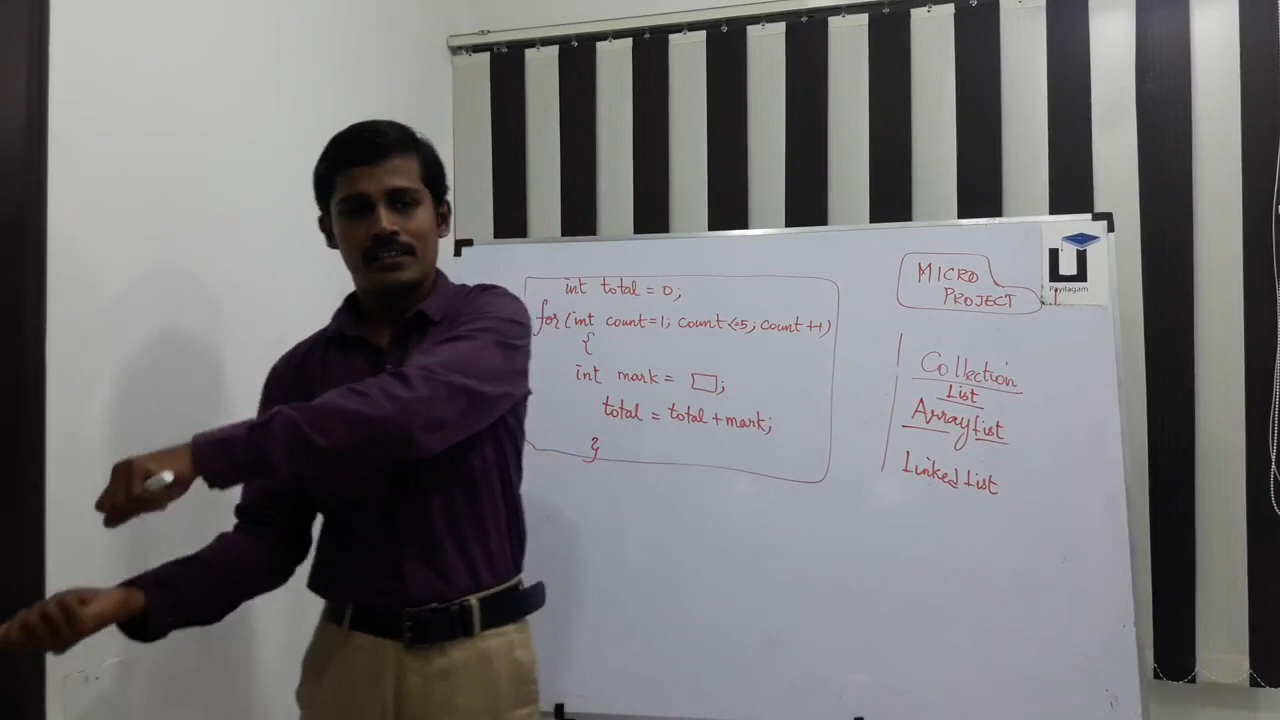 int total = 0;
for(int count=1; count<=5; count++)
{
int mark = ;
total = total + mark;
}
MICRO
PROJECT
Payilagam
Collection
List
ArrayList
Linked List